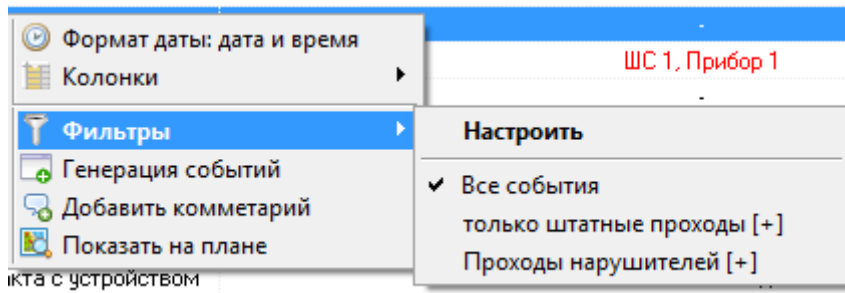 -
Формат даты: дата и время
ШС 1, Прибор 1
Колонки
-
Фильтры
Настроить
Генерация событий
Все события
Добавить комметарий
только штатные проходы [+]
Показать на плане
Проходы нарушителей [+]
кта с устройством